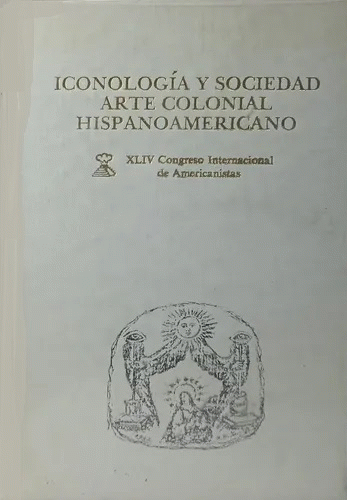 ICONOLOGÍA Y SOCIEDAD
ARTE COLONIAL
HISPANOAMERICANO
XLIV Congreso Internacional
de Americanistas